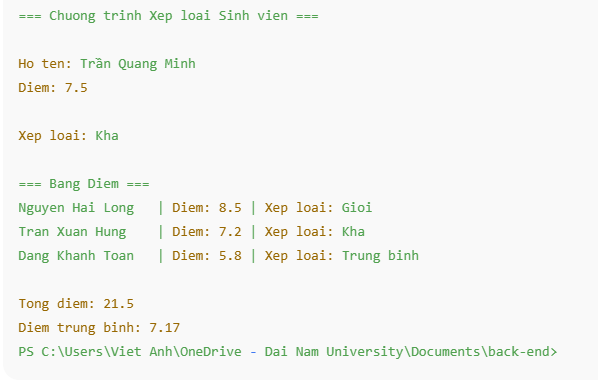 === Chuong trinh Xep loai Sinh vien ===
Ho ten: Trần Quang Minh
Diem: 7.5
Xep loai: Kha
=== Bang Diem ===
Nguyen Hai Long   | Diem: 8.5 | Xep loai: Gioi
Tran Xuan Hung    | Diem: 7.2 | Xep loai: Kha
Dang Khanh Toan   | Diem: 5.8 | Xep loai: Trung binh
Tong diem: 21.5
Diem trung binh: 7.17
PS C:\Users\Viet Anh\OneDrive - Dai Nam University\Documents\back-end>